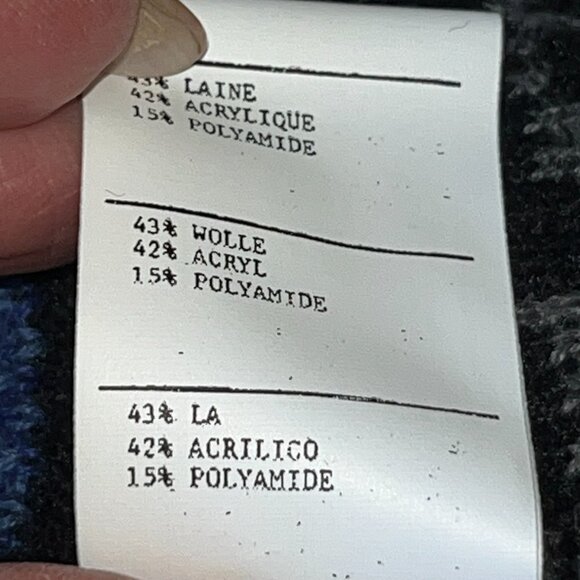 43% LAINE
42% ACRYLIQUE
15% POLYAMIDE
43% WOLLE
42% ACRYL
15% POLYAMIDE
43% LA
42% ACRILICO
15% POLYAMIDE